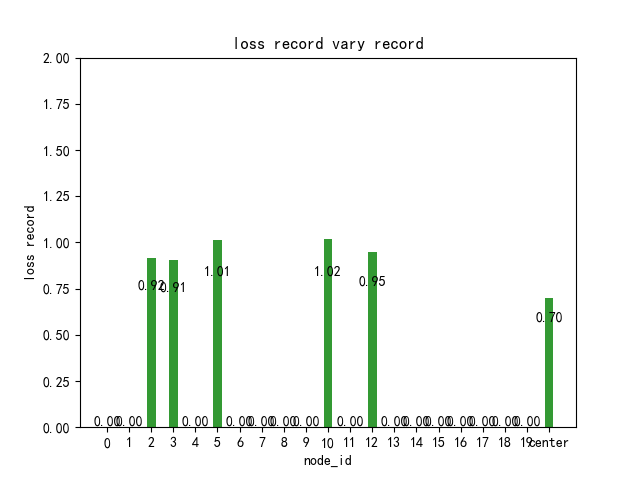 loss record vary record
2.00
1.75
1.50
1.25
1.00
0.75
0.50
0.25
0.00
loss record
0.92 0.91 1.01 1.02 0.95 0.70
0.00 0.00 0.00 0.00 0.00 0.00 0.00 0.00 0.00 0.00 0.00 0.00 0.00 0.00 0.00
0 1 2 3 4 5 6 7 8 9 10 11 12 13 14 15 16 17 18 19 center
node_id